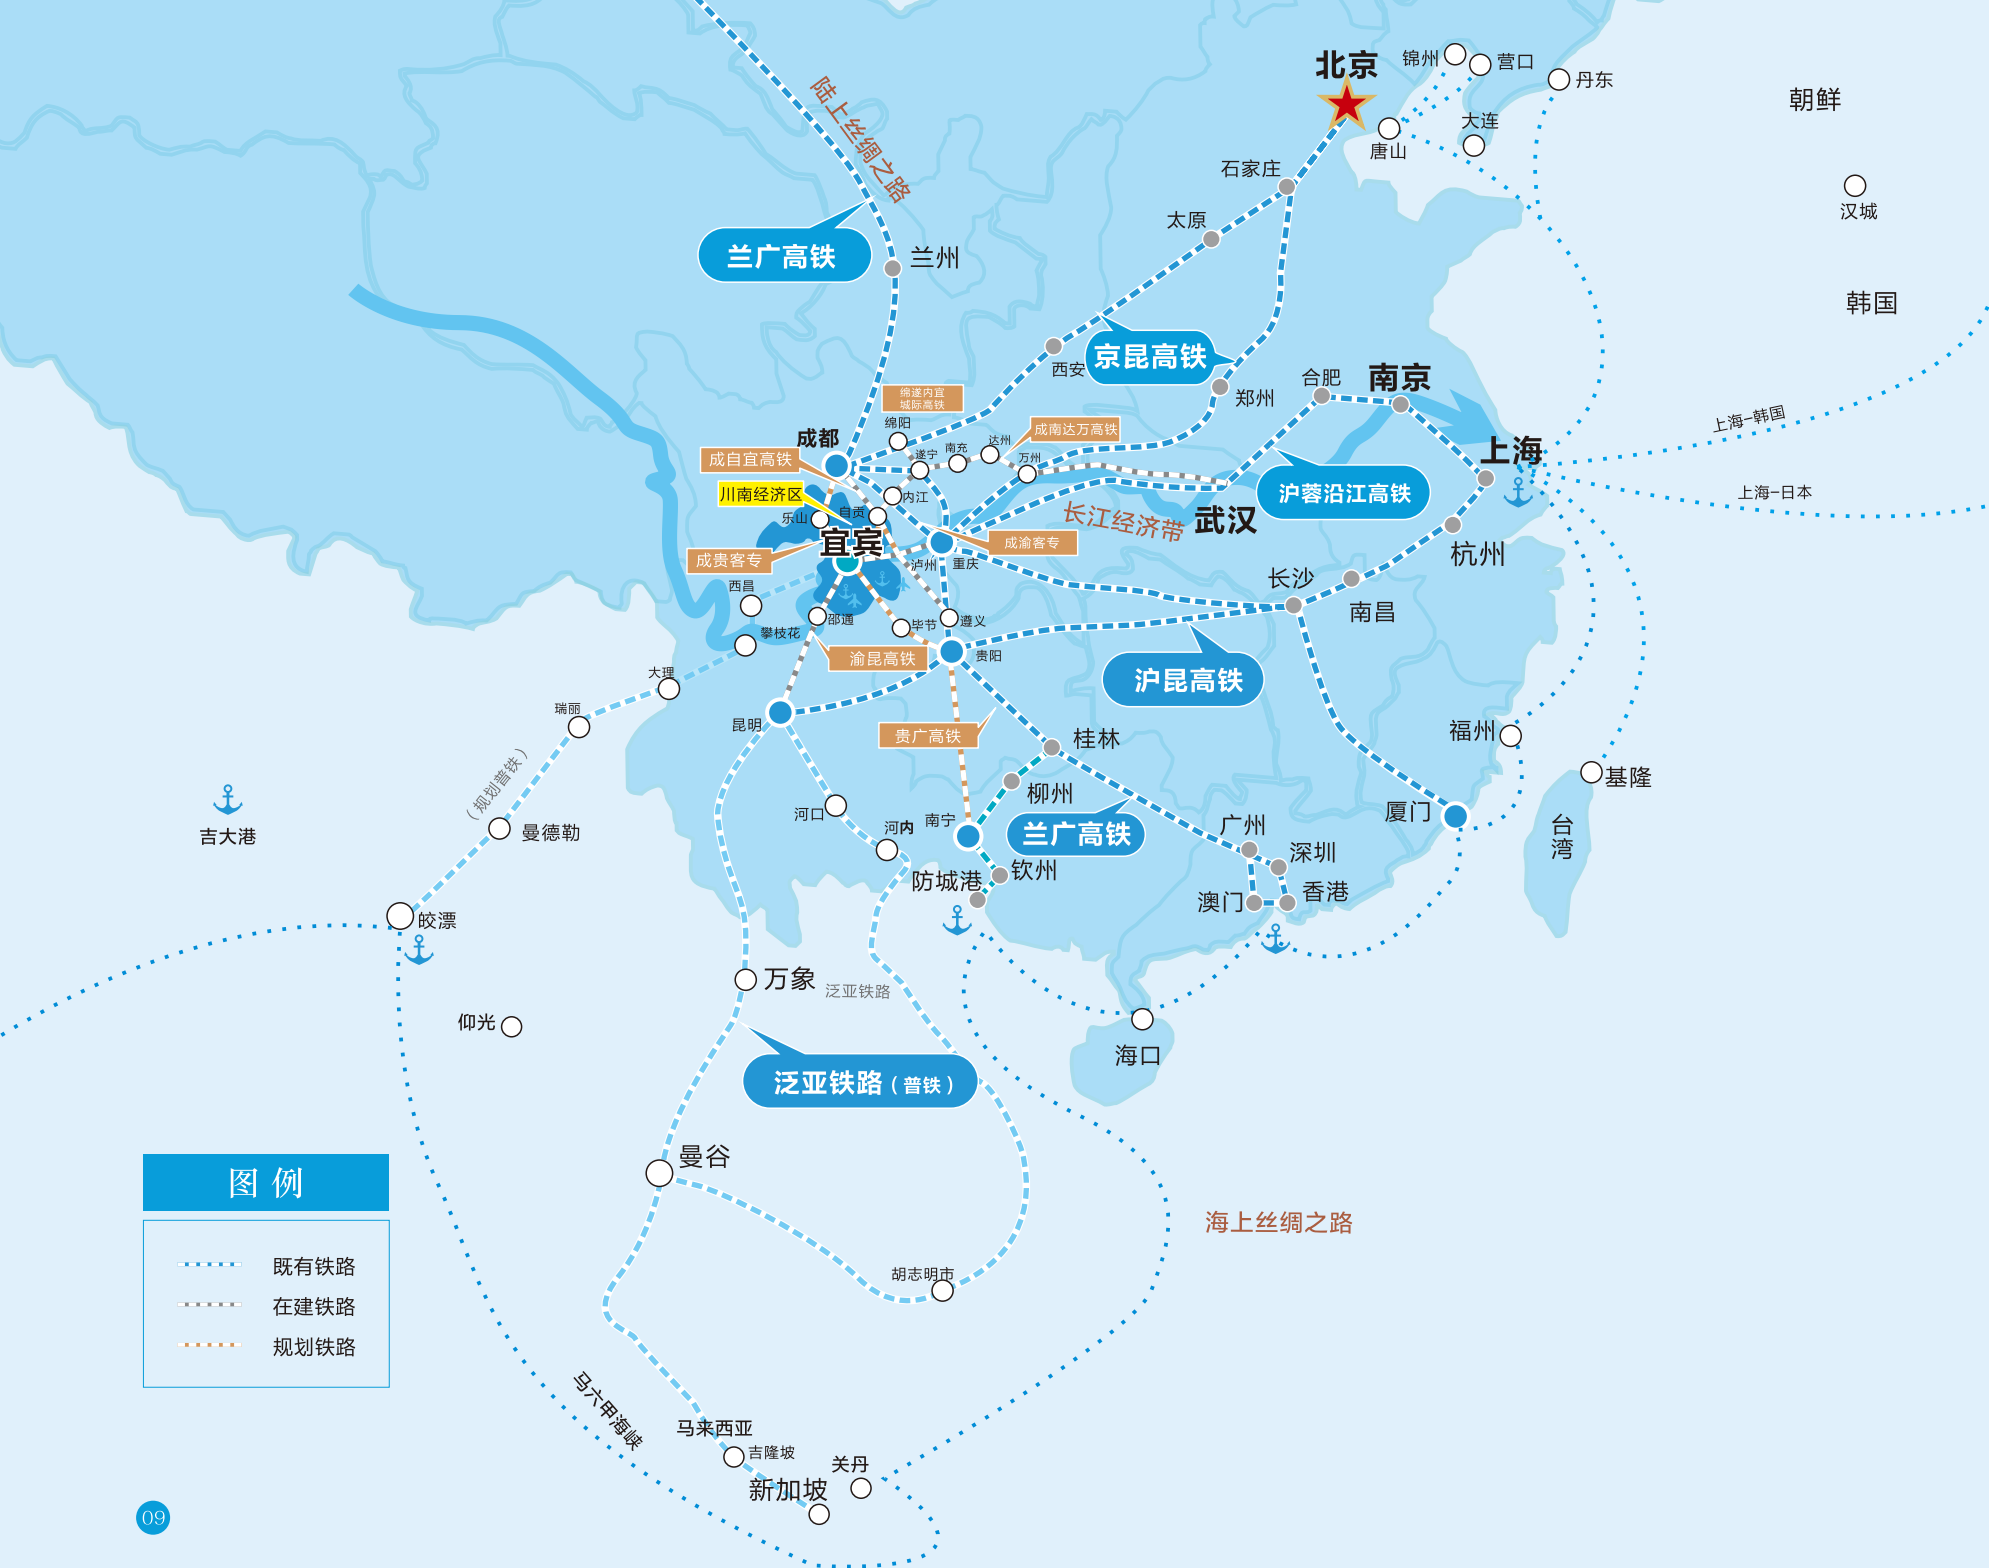 北京
锦州
营口
丹东
大连
唐山
朝鲜
汉城
韩国
石家庄
太原
陆上丝绸之路
兰广高铁
兰州
西安
京昆高铁
郑州
合肥
南京
上海
上海-韩国
上海-日本
绵遂内宜
城际高铁
绵阳
成都
成自宜高铁
川南经济区
遂宁
南充
达州
成南达万高铁
万州
内江
乐山
自贡
宜宾
成贵客专
泸州
重庆
成渝客专
长江经济带
武汉
沪蓉沿江高铁
杭州
长沙
南昌
西昌
攀枝花
邵通
毕节
遵义
渝昆高铁
贵阳
沪昆高铁
大理
瑞丽
昆明
贵广高铁
桂林
柳州
福州
基隆
(规划普铁)
吉大港
曼德勒
皎漂
河口
河内
南宁
兰广高铁
钦州
防城港
广州
深圳
澳门
香港
厦门
台
湾
万象
泛亚铁路
仰光
海口
泛亚铁路(普铁)
曼谷
海上丝绸之路
胡志明市
图例
既有铁路
在建铁路
规划铁路
马六甲海峡
马来西亚
吉隆坡
新加坡
关丹
09